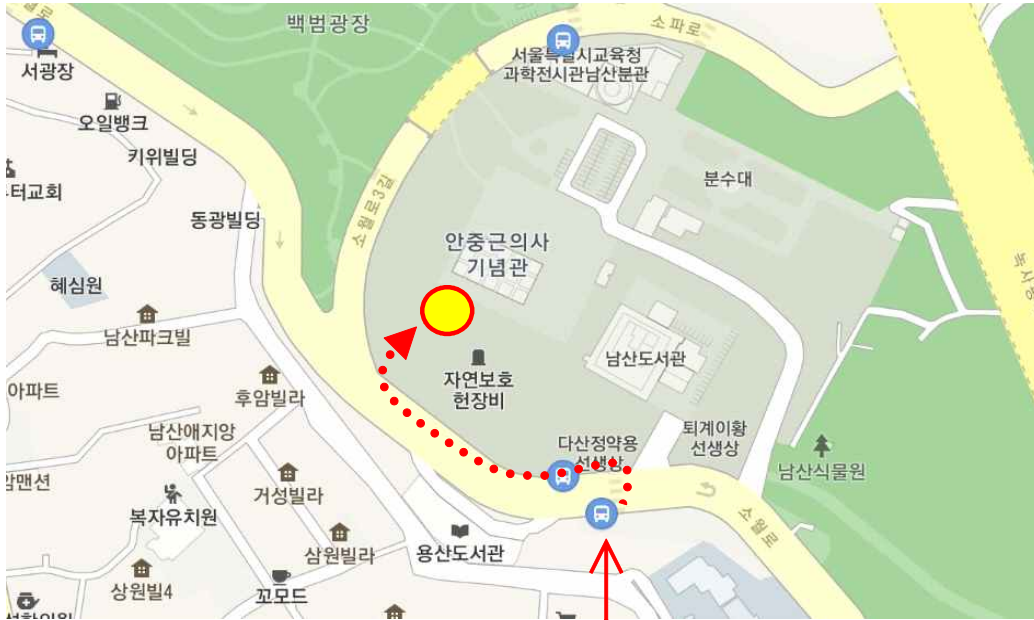 백범광장
소파로
서울특별시교육청
과학전시관남산분관
서광장
오일뱅크
키위빌딩
터교회
분수대
동광빌딩
소월로3길
안중근의사
기념관
녹사평
혜심원
남산파크빌
남산도서관
자연보호
헌장비
아파트
후암빌라
남산애지앙
아파트
다산정약용
선생상
퇴계이황
선생상
남산식물원
암맨션
거성빌라
복자유치원
소월로
삼원빌라
용산도서관
상원빌4
꼬모드